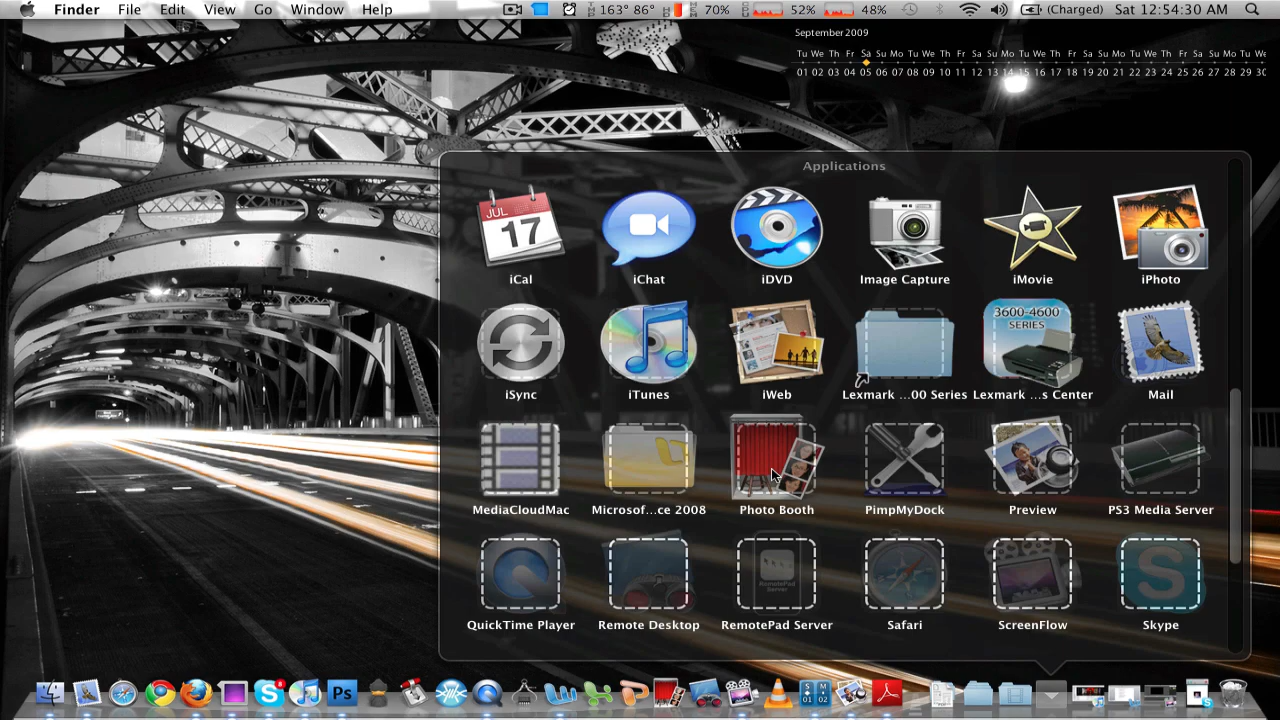 Finder File Edit View Go Window Help 163° 86° 70% 52% 48% (Charged) Sat 12:54:30 AM
September 2009
Tu We Th Fr Sa Su Mo Tu We Th Fr Sa Su Mo Tu We Th Fr Sa Su Mo Tu We Th Fr Sa Su Mo Tu We
01 02 03 04 05 06 07 08 09 10 11 12 13 14 15 16 17 18 19 20 21 22 23 24 25 26 27 28 29 30
Applications
JUL
17
iCal iChat iDVD Image Capture iMovie iPhoto
3600-4600
SERIES
iSync iTunes iWeb Lexmark ...00 Series Lexmark ...s Center Mail
MediaCloudMac Microsof...ce 2008 Photo Booth PimpMyDock Preview PS3 Media Server
RemotePad
Server
QuickTime Player Remote Desktop RemotePad Server Safari ScreenFlow Skype
Ps
S M
01 02